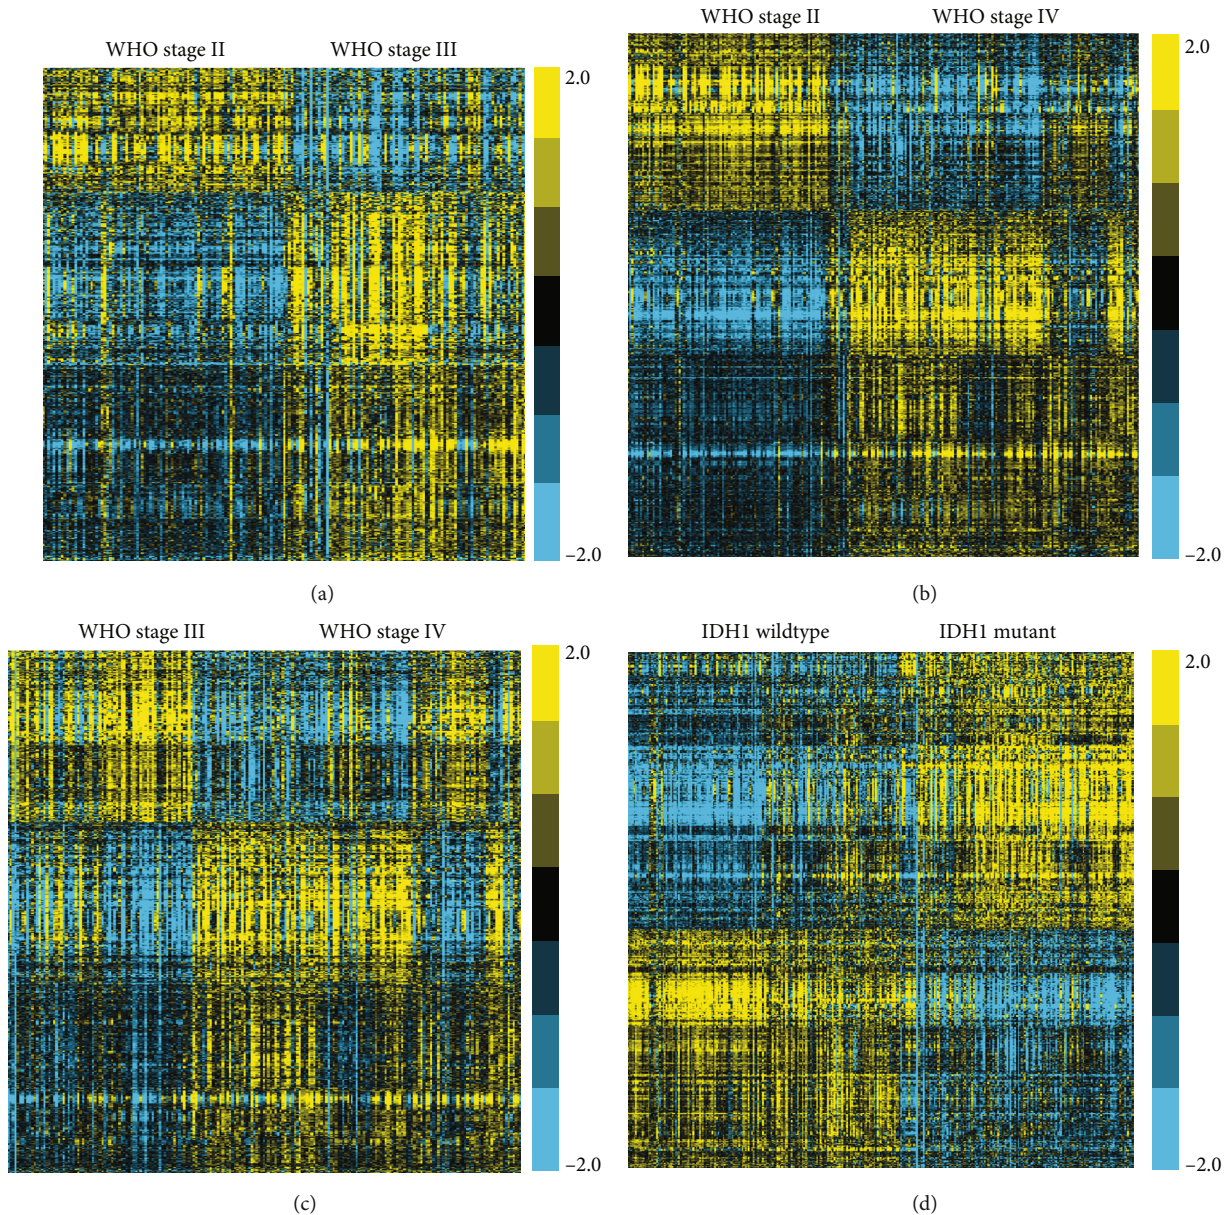 WHO stage II WHO stage III
2.0
−2.0
(a)
WHO stage II WHO stage IV
2.0
−2.0
(b)
WHO stage III WHO stage IV
2.0
−2.0
(c)
IDH1 wildtype IDH1 mutant
2.0
−2.0
(d)